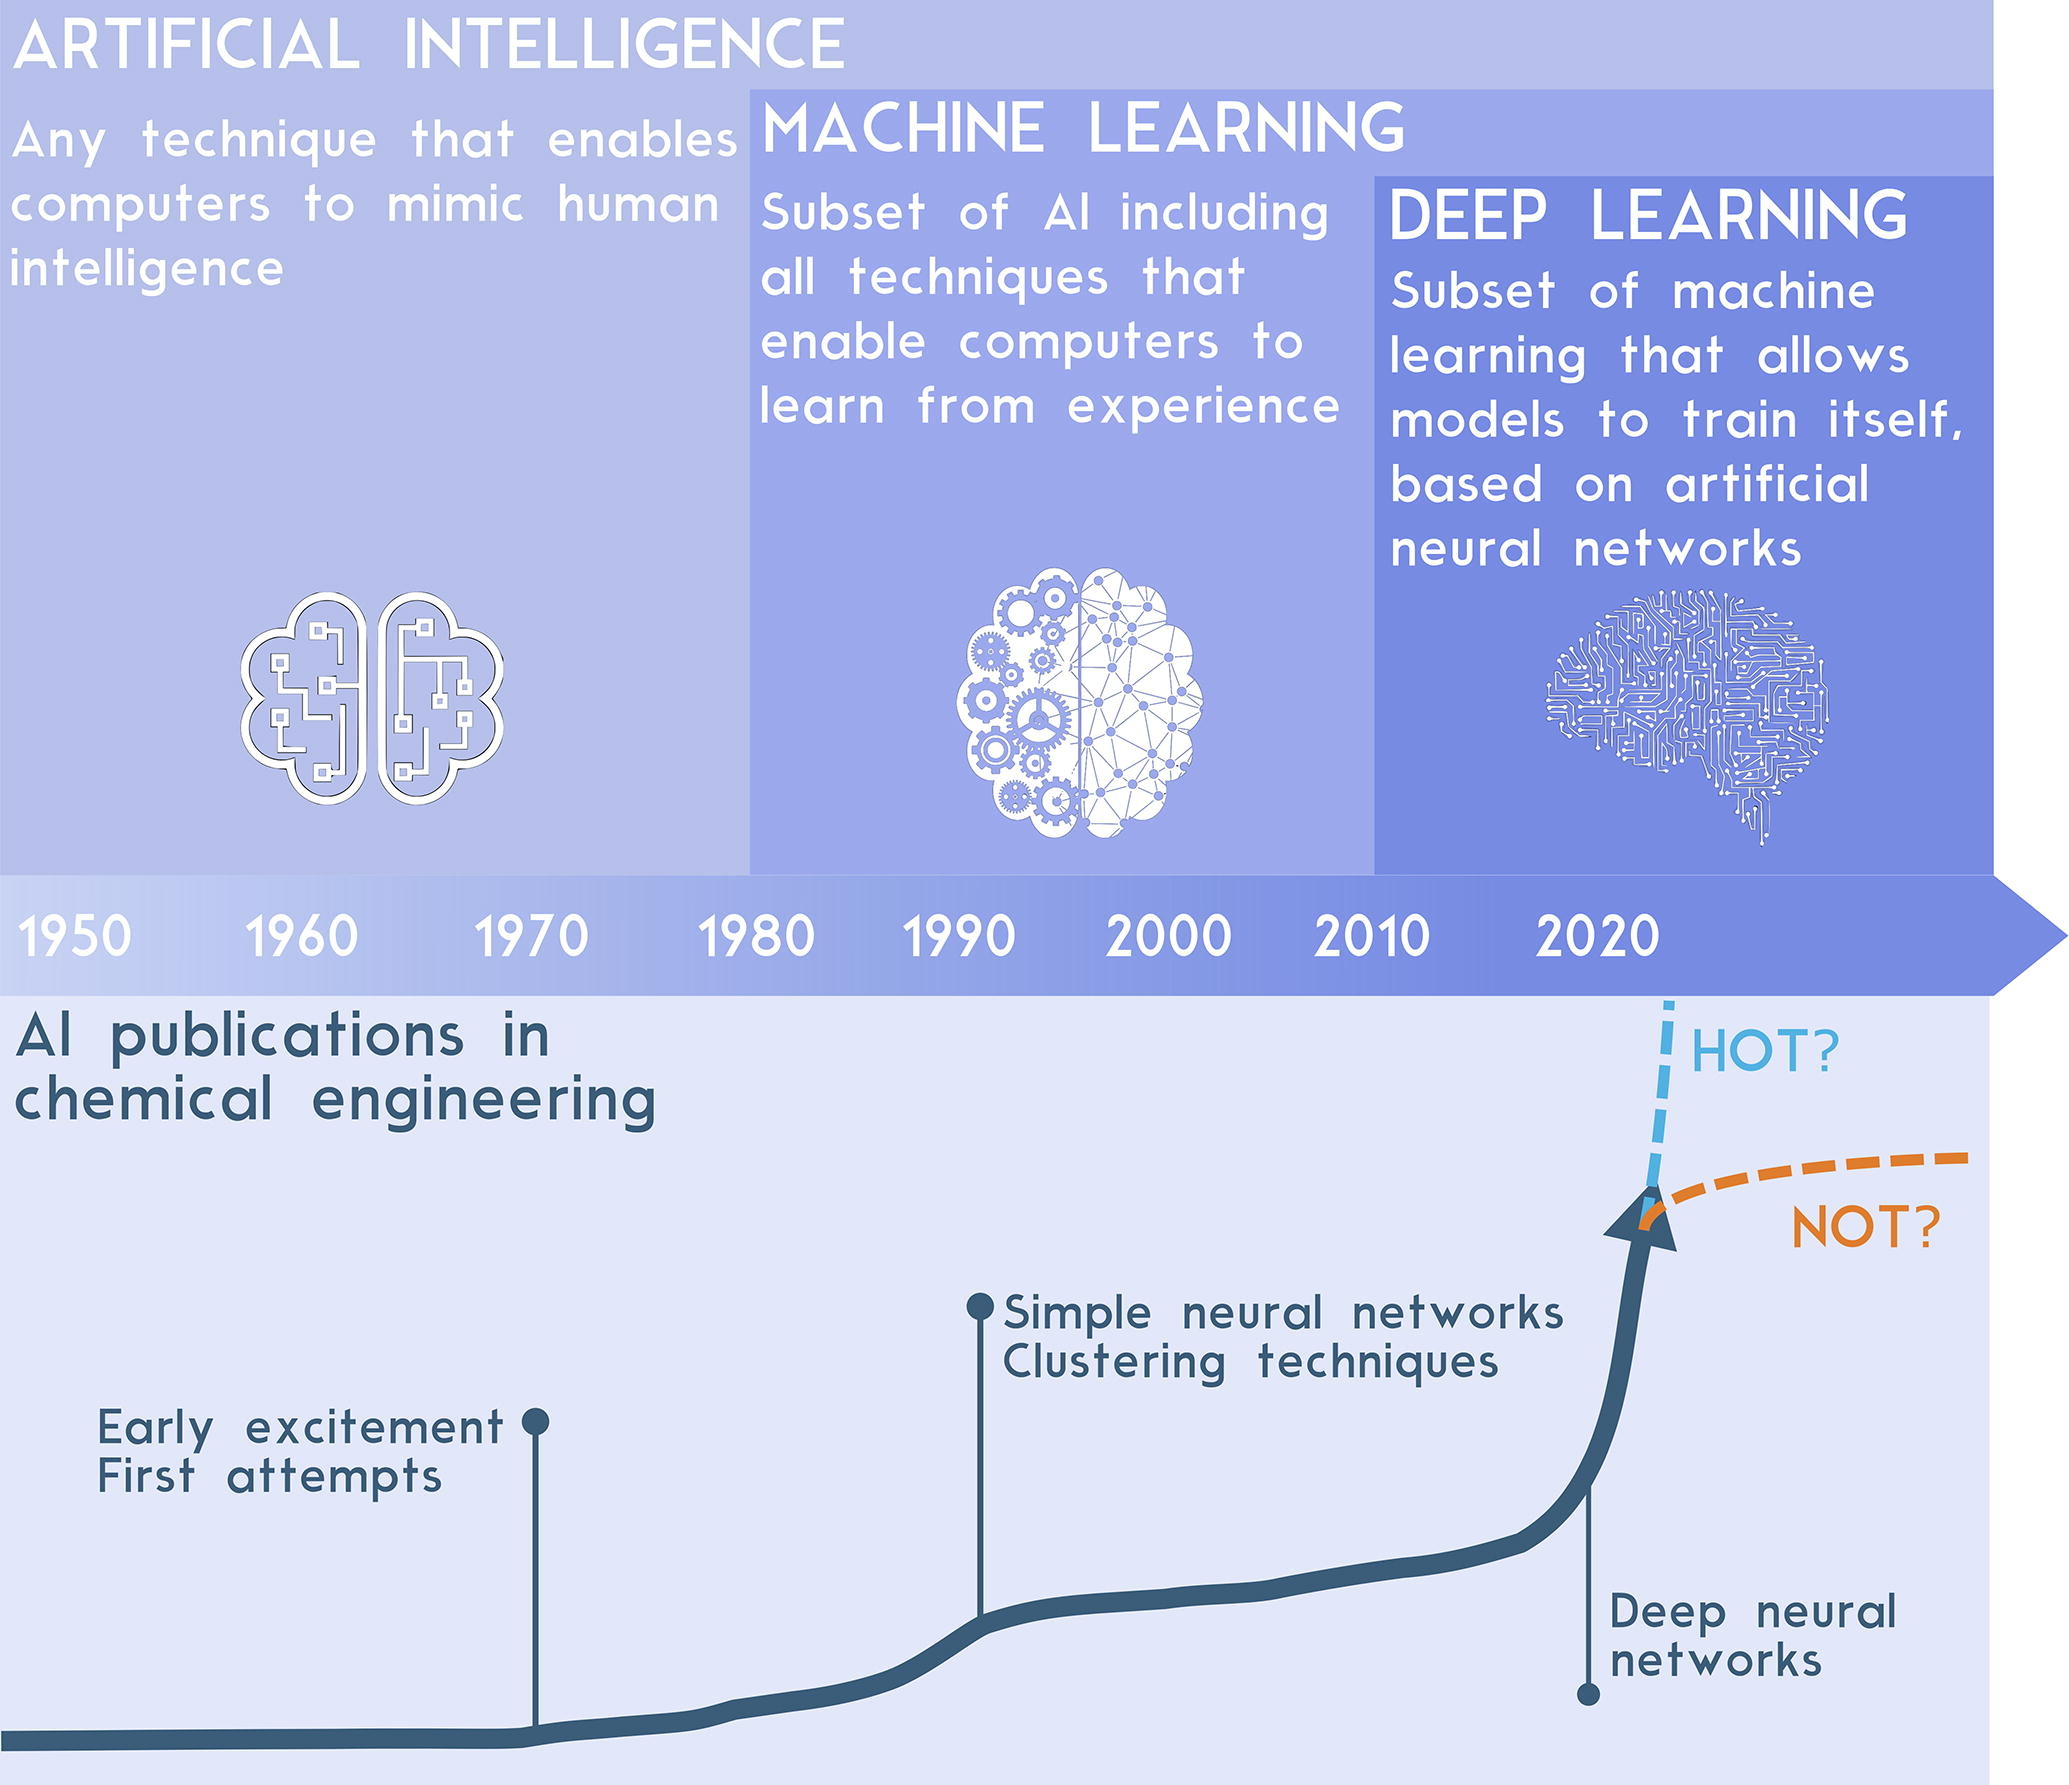 ARTIFICIAL INTELLIGENCE
Any technique that enables
computers to mimic human
intelligence
MACHINE LEARNING
Subset of AI including
all techniques that
enable computers to
learn from experience
DEEP LEARNING
Subset of machine
learning that allows
models to train itself,
based on artificial
neural networks
1950 1960 1970 1980 1990 2000 2010 2020
AI publications in
chemical engineering
HOT?
NOT?
Simple neural networks
Clustering techniques
Early excitement
First attempts
Deep neural
networks